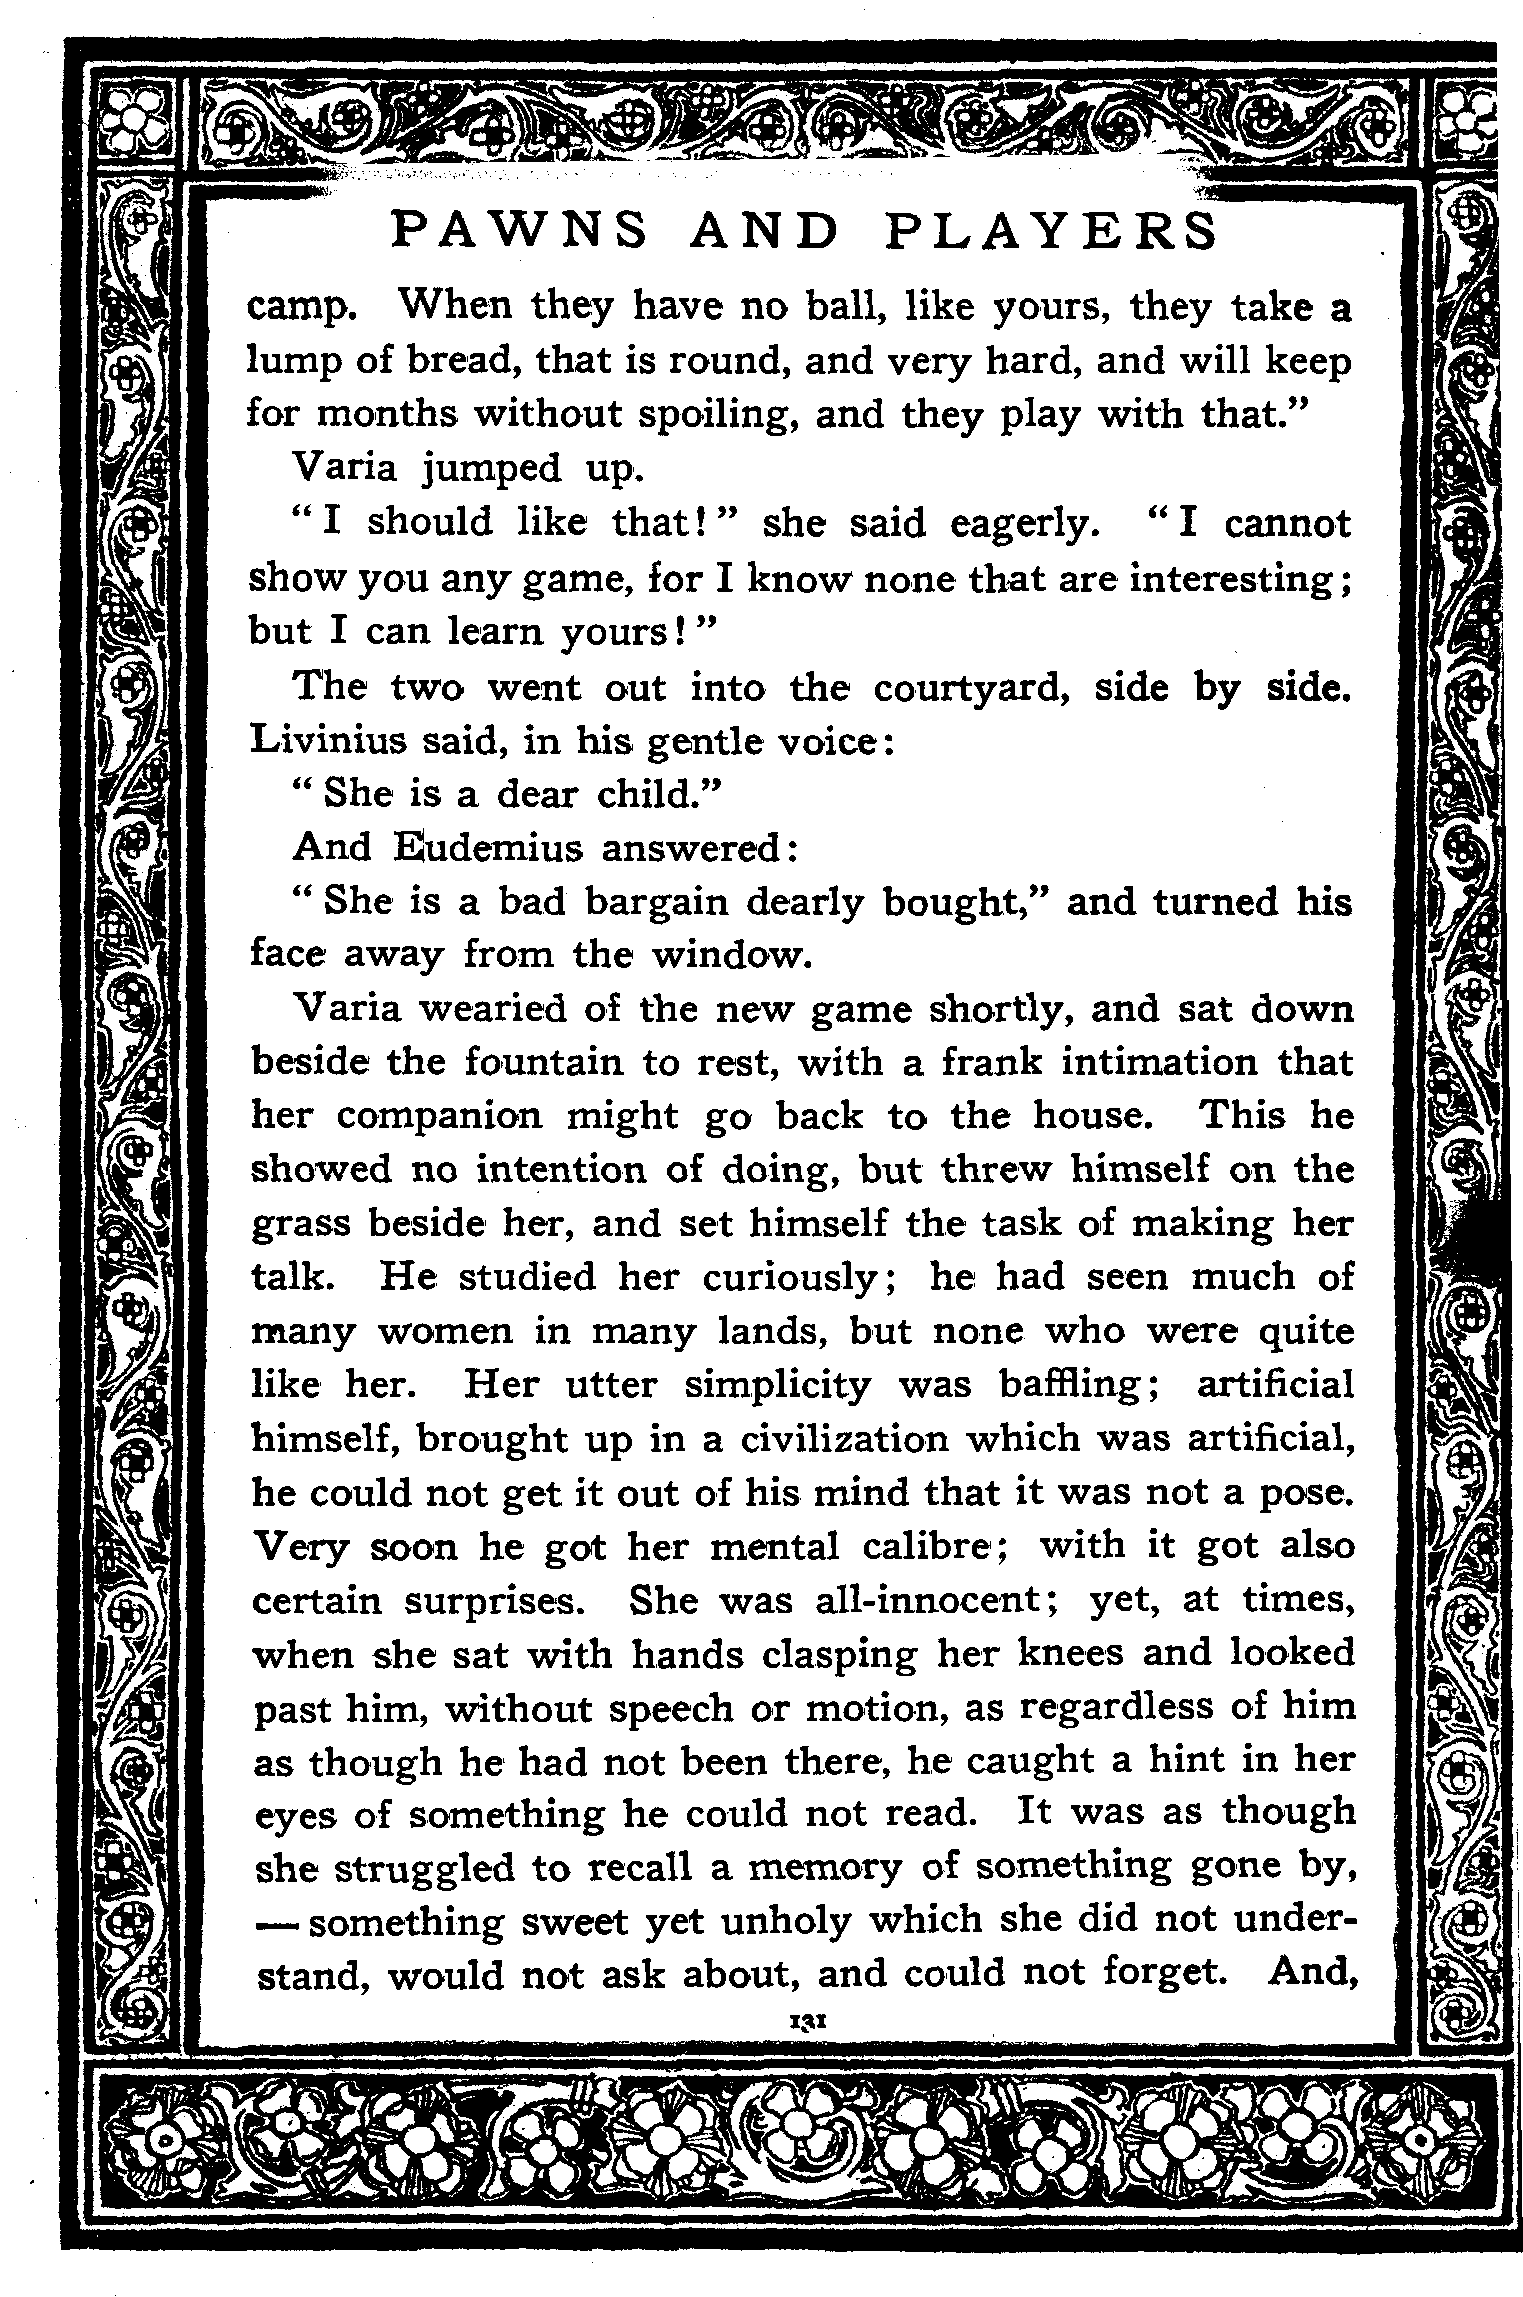 PAWNS AND PLAYERS
camp. When they have no ball, like yours, they take a
lump of bread, that is round, and very hard, and will keep
for months without spoiling, and they play with that.”
Varia jumped up.
“ I should like that! ” she said eagerly. “ I cannot
show you any game, for I know none that are interesting;
but I can learn yours! ”
The two went out into the courtyard, side by side.
Livinius said, in his gentle voice:
“ She is a dear child.”
And Eudemius answered:
“ She is a bad bargain dearly bought,” and turned his
face away from the window.
Varia wearied of the new game shortly, and sat down
beside the fountain to rest, with a frank intimation that
her companion might go back to the house. This he
showed no intention of doing, but threw himself on the
grass beside her, and set himself the task of making her
talk. He studied her curiously; he had seen much of
many women in many lands, but none who were quite
like her. Her utter simplicity was baffling; artificial
himself, brought up in a civilization which was artificial,
he could not get it out of his mind that it was not a pose.
Very soon he got her mental calibre; with it got also
certain surprises. She was all-innocent; yet, at times,
when she sat with hands clasping her knees and looked
past him, without speech or motion, as regardless of him
as though he had not been there, he caught a hint in her
eyes of something he could not read. It was as though
she struggled to recall a memory of something gone by,
— something sweet yet unholy which she did not under-
stand, would not ask about, and could not forget. And,
131